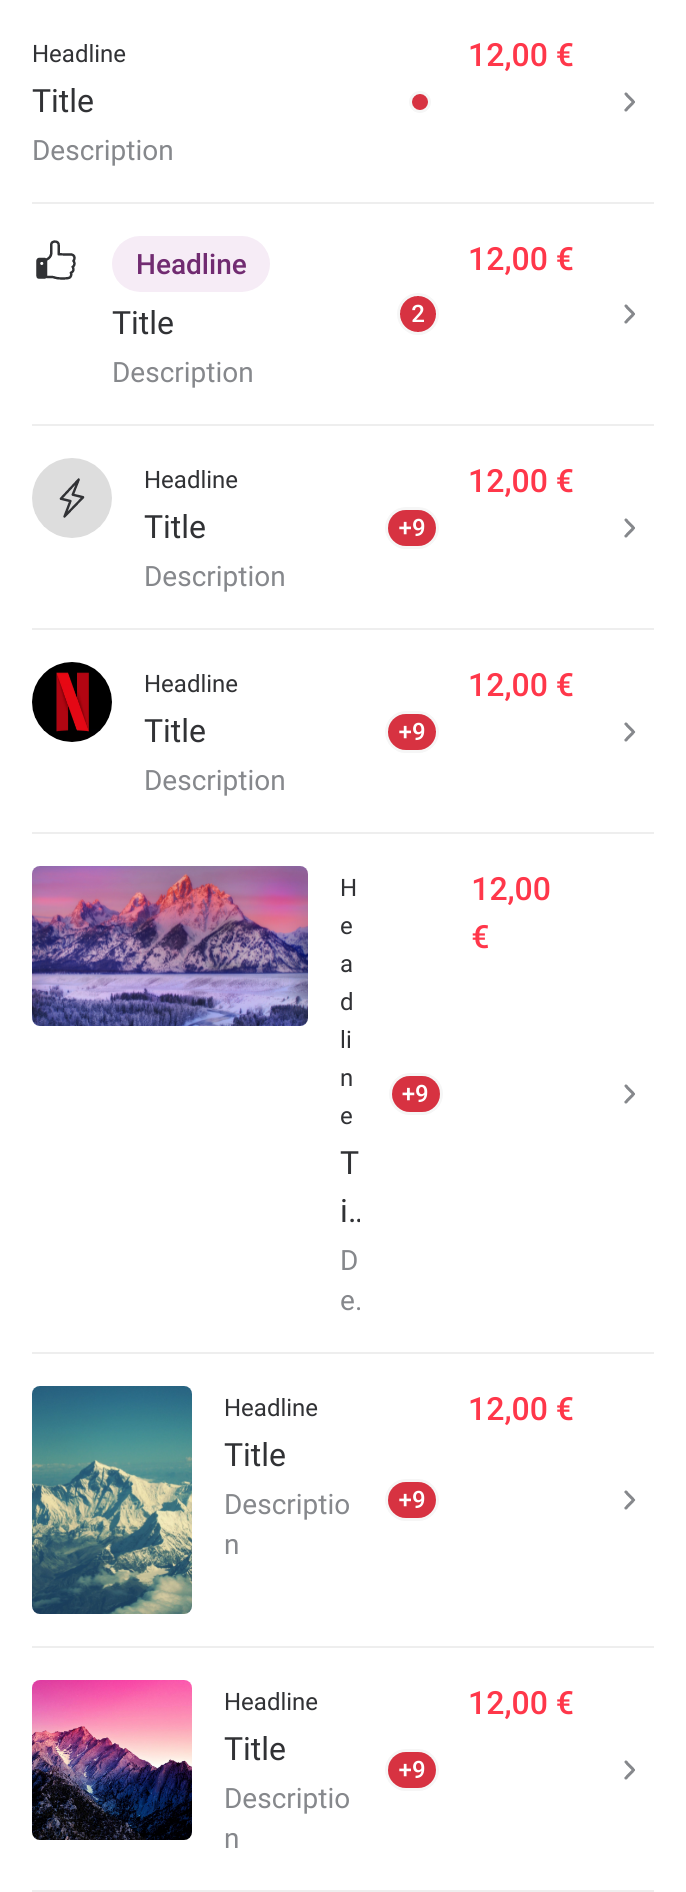 Headline
12,00 €
Title
Description
Headline
12,00 €
Title
2
Description
Headline
12,00 €
Title
+9
Description
N
Headline
12,00 €
Title
+9
Description
H
e
a
d
li
n
e
T
i..
D
e.
12,00
€
+9
Headline
12,00 €
Title
Descriptio
n
+9
Headline
12,00 €
Title
Descriptio
n
+9